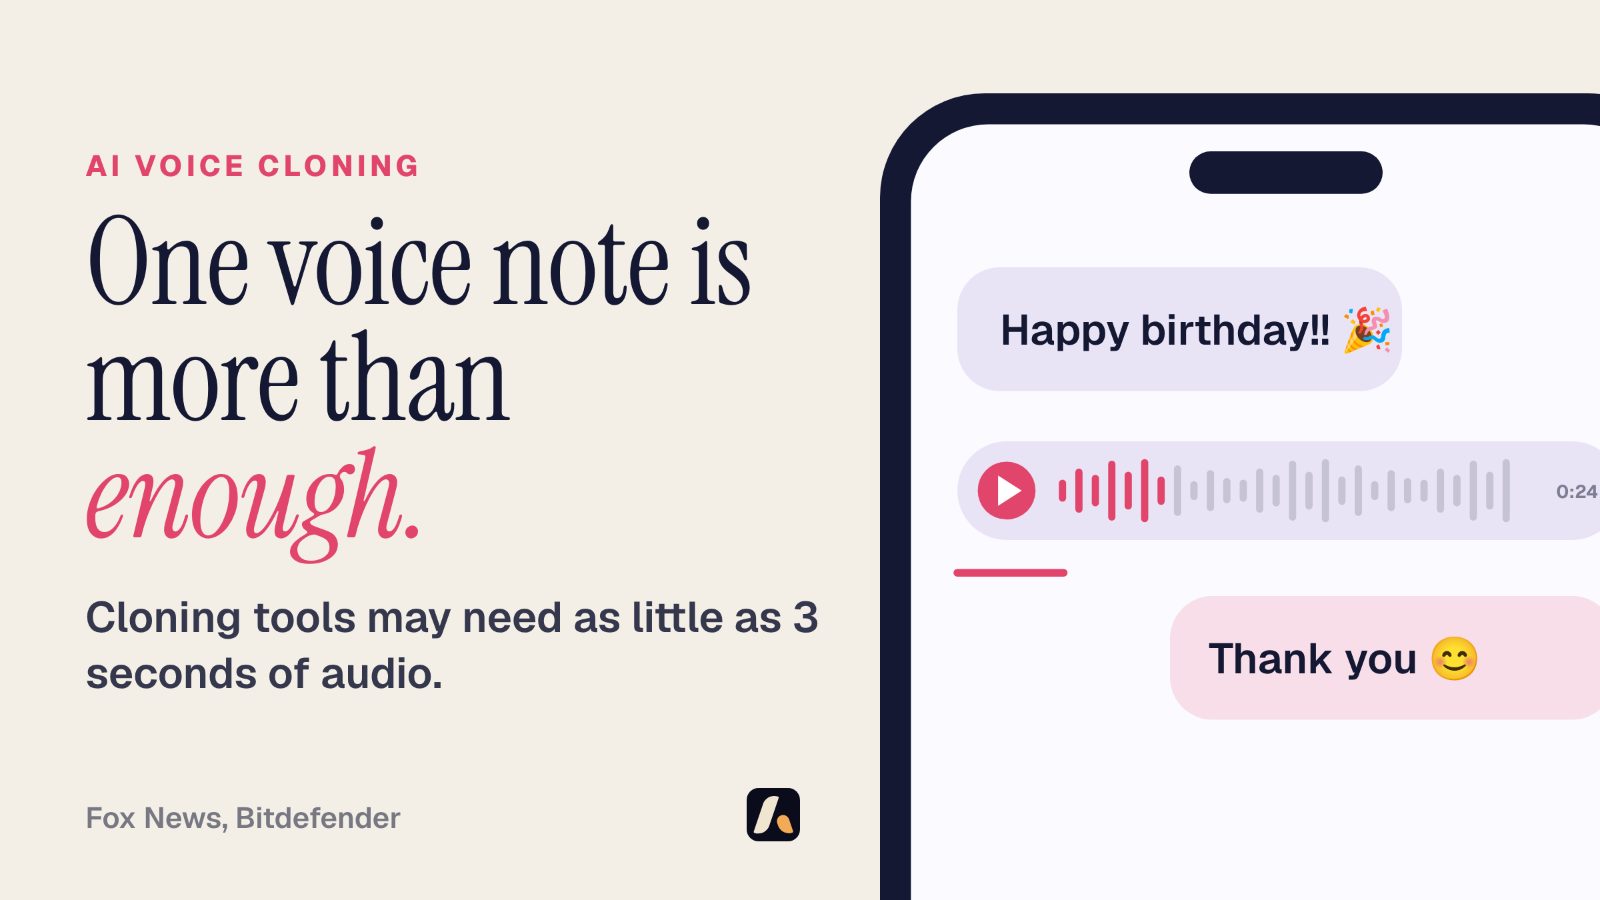 AI VOICE CLONING
One voice note is
more than
enough.
Cloning tools may need as little as 3
seconds of audio.
Fox News, Bitdefender
Happy birthday!! 🎉
0:24
Thank you 😊